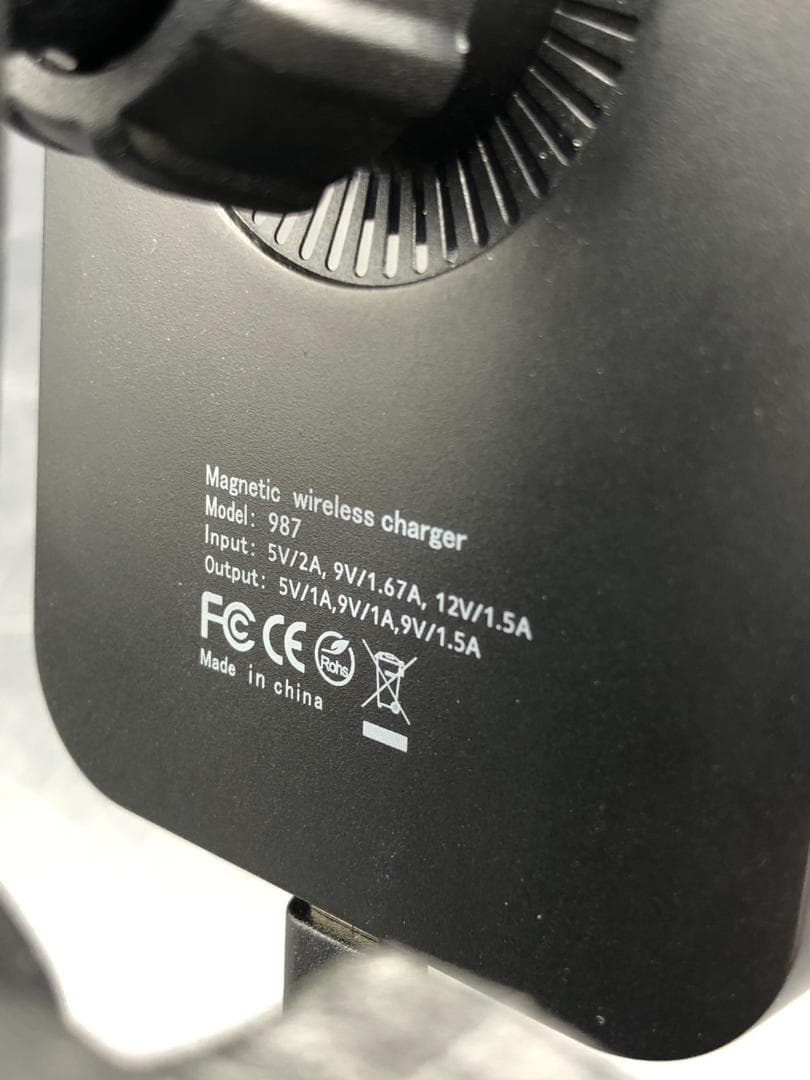 Magnetic wireless charger
Model: 987
Input: 5V/2A, 9V/1.67A, 12V/1.5A
Output: 5V/1A,9V/1A,9V/1.5A
FC CE Rohs
Made in china